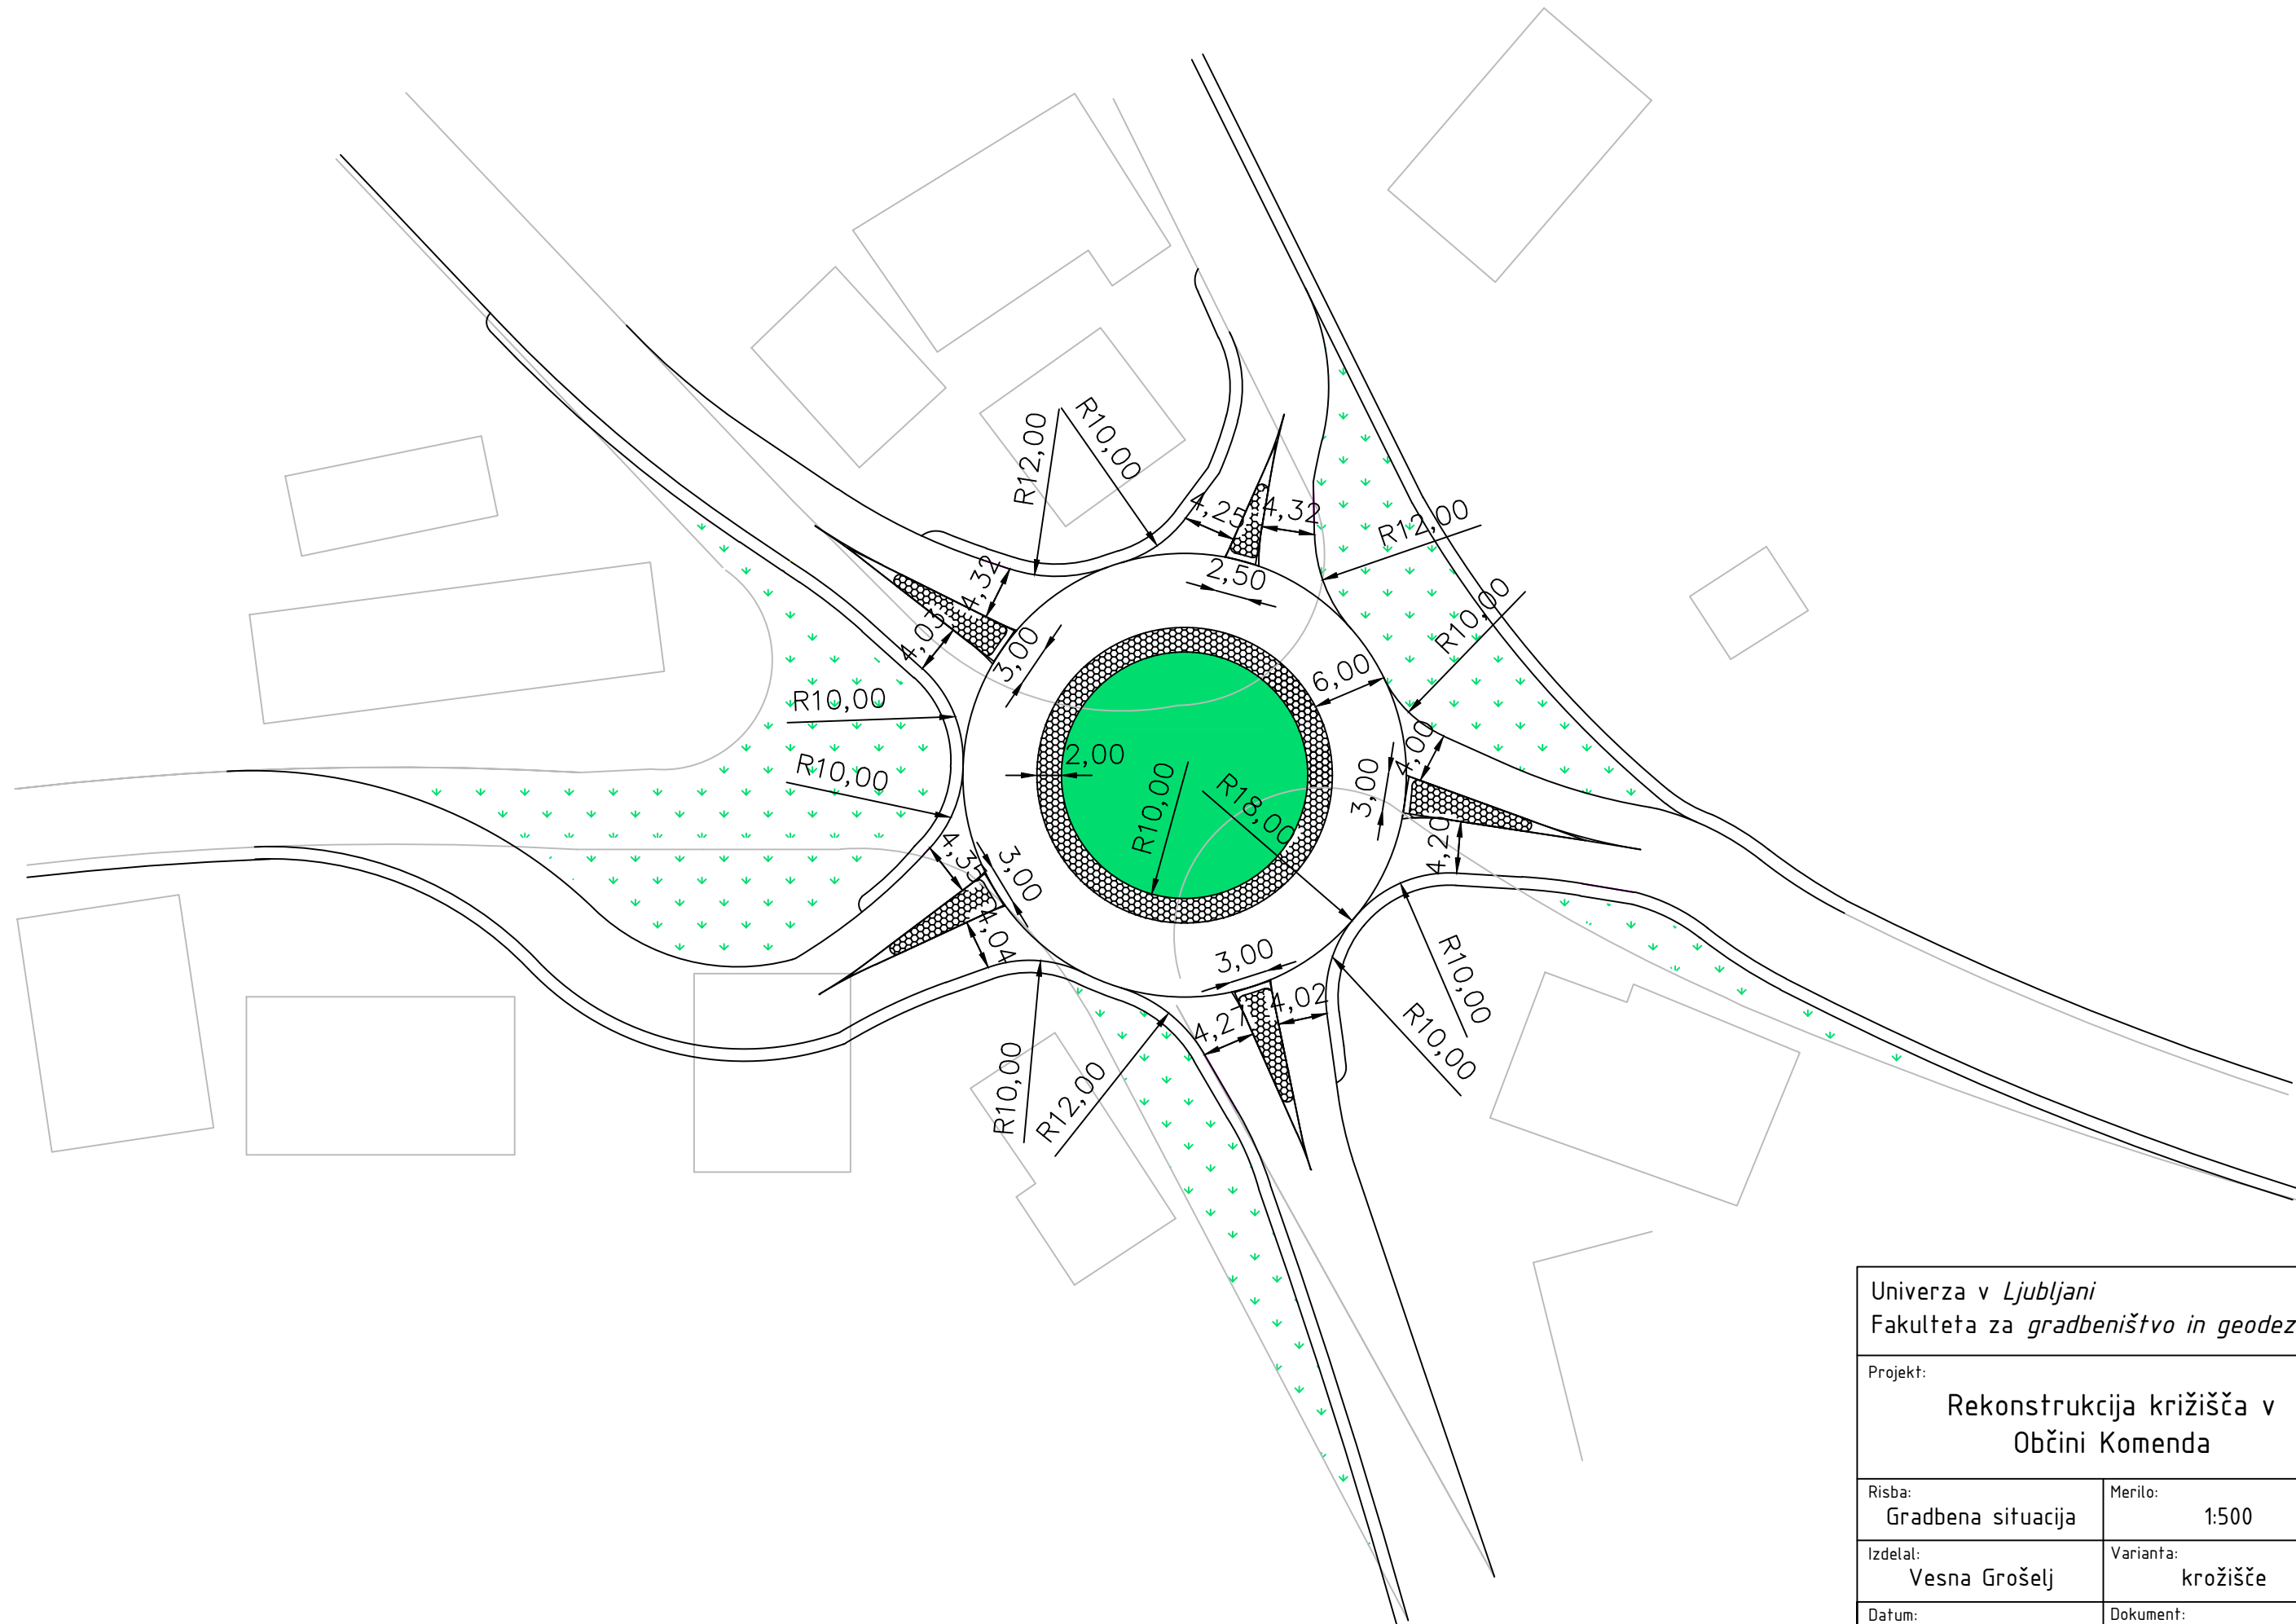 R12,00
R10,00
4,25
4,32
2,50
R12,00
R10,00
4,32
4,03
3,00
6,00
R10,00
4,00
2,00
R10,00
R10,00
R18,00
3,00
4,20
4,35
3,00
4,04
3,00
4,27
4,02
R10,00
R10,00
R10,00
R12,00
Univerza v Ljubljani
Fakulteta za gradbeništvo in geodez
Projekt:
Rekonstrukcija križišča v
Občini Komenda
Risba:
Gradbena situacija
Merilo:
1:500
Izdelal:
Vesna Grošelj
Varianta:
krožišče
Datum:
Dokument: